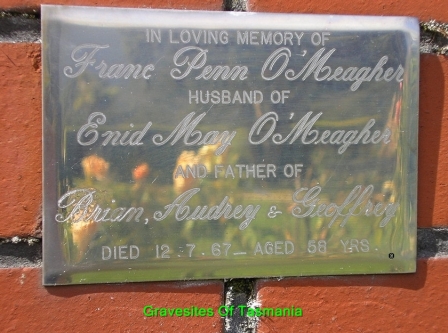 IN LOVING MEMORY OF
Franc Penn O'Meagher
HUSBAND OF
Enid May O'Meagher
AND FATHER OF
Brian, Audrey & Geoffrey
DIED 12.7.67 — AGED 58 YRS.
Gravesites Of Tasmania